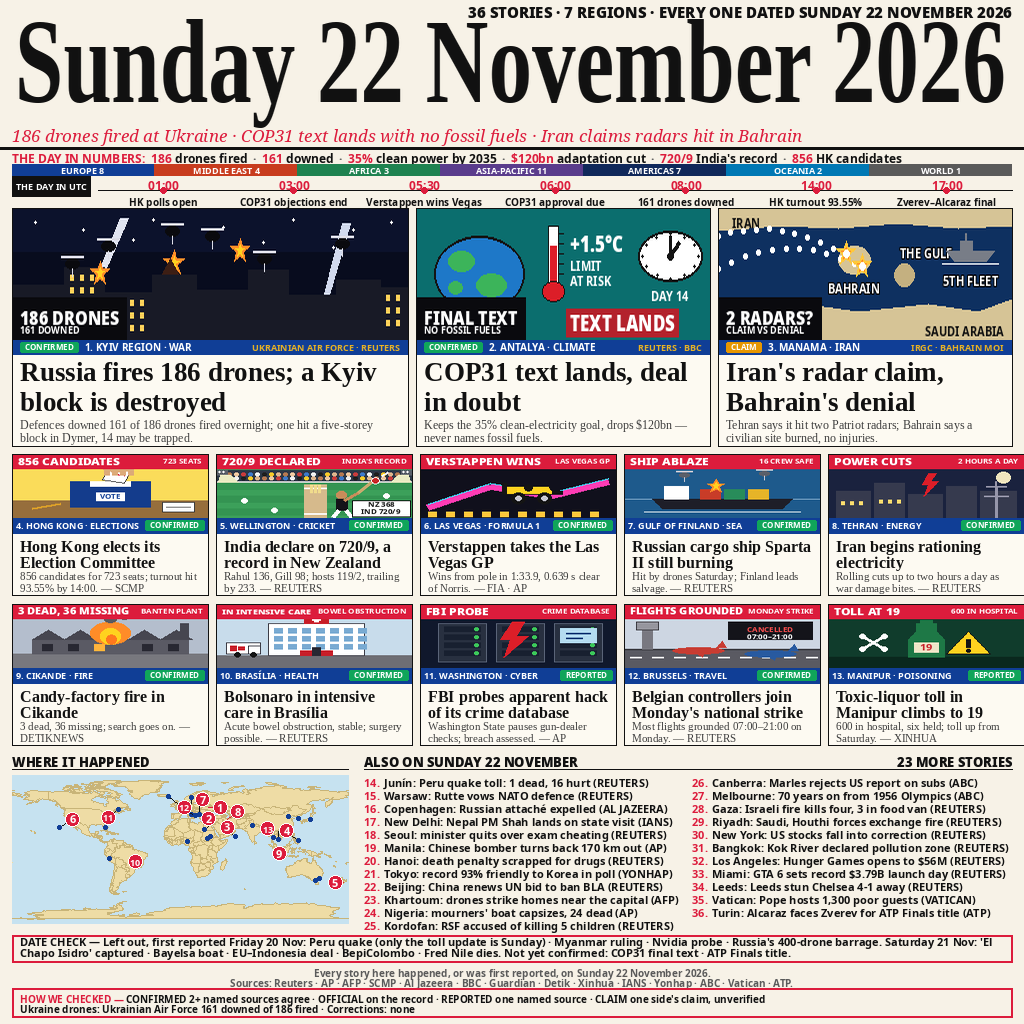 36 STORIES · 7 REGIONS · EVERY ONE DATED SUNDAY 22 NOVEMBER 2026
Sunday 22 November 2026
186 drones fired at Ukraine · COP31 text lands with no fossil fuels · Iran claims radars hit in Bahrain
THE DAY IN NUMBERS: 186 drones fired · 161 downed · 35% clean power by 2035 · $120bn adaptation cut · 720/9 India's record · 856 HK candidates
EUROPE 8 MIDDLE EAST 4 AFRICA 3 ASIA-PACIFIC 11 AMERICAS 7 OCEANIA 2 WORLD 1
THE DAY IN UTC
01:00 03:00 05:30 06:00 08:00 14:00 17:00
HK polls open COP31 objections end Verstappen wins Vegas COP31 approval due 161 drones downed HK turnout 93.55% Zverev–Alcaraz final
186 DRONES
161 DOWNED
CONFIRMED 1. KYIV REGION · WAR UKRAINIAN AIR FORCE · REUTERS
Russia fires 186 drones; a Kyiv
block is destroyed
Defences downed 161 of 186 drones fired overnight; one hit a five-storey
block in Dymer, 14 may be trapped.
+1.5°C
LIMIT
AT RISK
DAY 14
FINAL TEXT
NO FOSSIL FUELS
TEXT LANDS
CONFIRMED 2. ANTALYA · CLIMATE REUTERS · BBC
COP31 text lands, deal
in doubt
Keeps the 35% clean-electricity goal, drops $120bn —
never names fossil fuels.
IRAN
THE GULF
BAHRAIN
5TH FLEET
2 RADARS?
CLAIM VS DENIAL
SAUDI ARABIA
CLAIM 3. MANAMA · IRAN IRGC · BAHRAIN MOI
Iran's radar claim,
Bahrain's denial
Tehran says it hit two Patriot radars; Bahrain says a
civilian site burned, no injuries.
856 CANDIDATES 723 SEATS
VOTE
4. HONG KONG · ELECTIONS CONFIRMED
Hong Kong elects its
Election Committee
856 candidates for 723 seats; turnout hit
93.55% by 14:00. — SCMP
720/9 DECLARED INDIA'S RECORD
NZ 368
IND 720/9
5. WELLINGTON · CRICKET CONFIRMED
India declare on 720/9, a
record in New Zealand
Rahul 136, Gill 98; hosts 119/2, trailing
by 233. — REUTERS
VERSTAPPEN WINS LAS VEGAS GP
6. LAS VEGAS · FORMULA 1 CONFIRMED
Verstappen takes the Las
Vegas GP
Wins from pole in 1:33.9, 0.639 s clear
of Norris. — FIA · AP
SHIP ABLAZE 16 CREW SAFE
7. GULF OF FINLAND · SEA CONFIRMED
Russian cargo ship Sparta
II still burning
Hit by drones Saturday; Finland leads
salvage. — REUTERS
POWER CUTS 2 HOURS A DAY
8. TEHRAN · ENERGY CONFIRMED
Iran begins rationing
electricity
Rolling cuts up to two hours a day as
war damage bites. — REUTERS
3 DEAD, 36 MISSING BANTEN PLANT
9. CIKANDE · FIRE CONFIRMED
Candy-factory fire in
Cikande
3 dead, 36 missing; search goes on. —
DETIKNEWS
IN INTENSIVE CARE BOWEL OBSTRUCTION
10. BRASÍLIA · HEALTH CONFIRMED
Bolsonaro in intensive
care in Brasília
Acute bowel obstruction, stable; surgery
possible. — REUTERS
FBI PROBE CRIME DATABASE
11. WASHINGTON · CYBER REPORTED
FBI probes apparent hack
of its crime database
Washington State pauses gun-dealer
checks; breach assessed. — AP
FLIGHTS GROUNDED MONDAY STRIKE
CANCELLED
07:00–21:00
12. BRUSSELS · TRAVEL CONFIRMED
Belgian controllers join
Monday's national strike
Most flights grounded 07:00–21:00 on
Monday. — REUTERS
TOLL AT 19 600 IN HOSPITAL
19
13. MANIPUR · POISONING REPORTED
Toxic-liquor toll in
Manipur climbs to 19
600 in hospital, six held; toll up from
Saturday. — XINHUA
WHERE IT HAPPENED
6 11 10 12 7 1 2 8 3 13 4 9 5
ALSO ON SUNDAY 22 NOVEMBER 23 MORE STORIES
14. Junín: Peru quake toll: 1 dead, 16 hurt (REUTERS)
15. Warsaw: Rutte vows NATO defence (REUTERS)
16. Copenhagen: Russian attaché expelled (AL JAZEERA)
17. New Delhi: Nepal PM Shah lands on state visit (IANS)
18. Seoul: minister quits over exam cheating (REUTERS)
19. Manila: Chinese bomber turns back 170 km out (AP)
20. Hanoi: death penalty scrapped for drugs (REUTERS)
21. Tokyo: record 93% friendly to Korea in poll (YONHAP)
22. Beijing: China renews UN bid to ban BLA (REUTERS)
23. Khartoum: drones strike homes near the capital (AFP)
24. Nigeria: mourners' boat capsizes, 24 dead (AP)
25. Kordofan: RSF accused of killing 5 children (REUTERS)
26. Canberra: Marles rejects US report on subs (ABC)
27. Melbourne: 70 years on from 1956 Olympics (ABC)
28. Gaza: Israeli fire kills four, 3 in food van (REUTERS)
29. Riyadh: Saudi, Houthi forces exchange fire (REUTERS)
30. New York: US stocks fall into correction (REUTERS)
31. Bangkok: Kok River declared pollution zone (REUTERS)
32. Los Angeles: Hunger Games opens to $56M (REUTERS)
33. Miami: GTA 6 sets record $3.79B launch day (REUTERS)
34. Leeds: Leeds stun Chelsea 4-1 away (REUTERS)
35. Vatican: Pope hosts 1,300 poor guests (VATICAN)
36. Turin: Alcaraz faces Zverev for ATP Finals title (ATP)
DATE CHECK — Left out, first reported Friday 20 Nov: Peru quake (only the toll update is Sunday) · Myanmar ruling · Nvidia probe · Russia's 400-drone barrage. Saturday 21 Nov: 'El
Chapo Isidro' captured · Bayelsa boat · EU–Indonesia deal · BepiColombo · Fred Nile dies. Not yet confirmed: COP31 final text · ATP Finals title.
Every story here happened, or was first reported, on Sunday 22 November 2026.
Sources: Reuters · AP · AFP · SCMP · Al Jazeera · BBC · Guardian · Detik · Xinhua · IANS · Yonhap · ABC · Vatican · ATP.
HOW WE CHECKED — CONFIRMED 2+ named sources agree · OFFICIAL on the record · REPORTED one named source · CLAIM one side's claim, unverified
Ukraine drones: Ukrainian Air Force 161 downed of 186 fired · Corrections: none